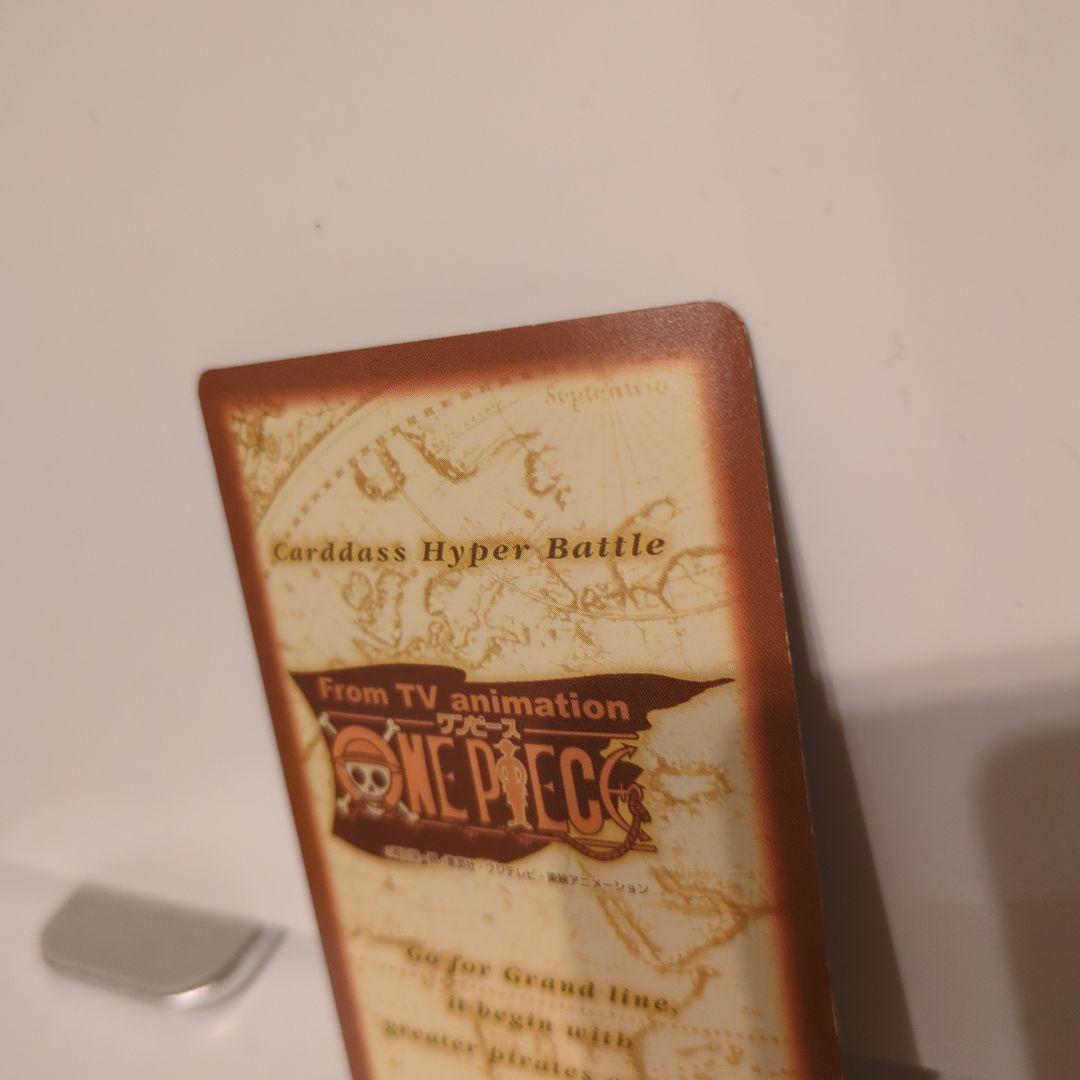 Septentrio
Carddass Hyper Battle
From TV animation
ワンピース
ONE PIECE
集英社・フジテレビ・東映アニメーション
Go for Grand line,
it begin with
greater pirates